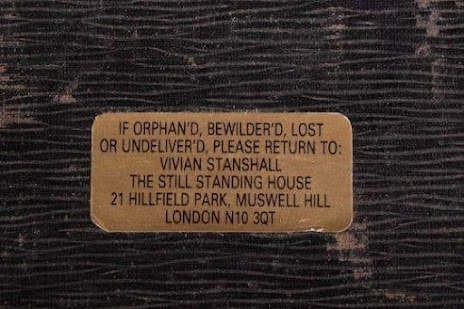 IF ORPHAN'D, BEWILDER'D, LOST
OR UNDELIVER'D, PLEASE RETURN TO:
VIVIAN STANSHALL
THE STILL STANDING HOUSE
21 HILLFIELD PARK, MUSWELL HILL
LONDON N10 3QT